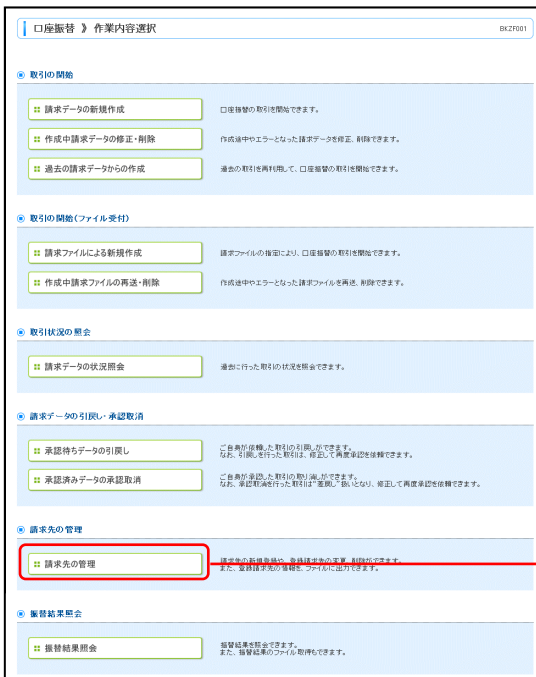 口座振替 》 作業内容選択
BKZF001
取引の開始
請求データの新規作成
口座振替の取引を開始できます。
作成中請求データの修正・削除
作成途中やエラーとなった請求データを修正、削除できます。
過去の請求データからの作成
過去の取引を再利用して、口座振替の取引を開始できます。
取引の開始(ファイル受付)
請求ファイルによる新規作成
請求ファイルの指定により、口座振替の取引を開始できます。
作成中請求ファイルの再送・削除
作成途中やエラーとなった請求ファイルを再送、削除できます。
取引状況の照会
請求データの状況照会
過去に行った取引の状況を照会できます。
請求データの引戻し・承認取消
承認待ちデータの引戻し
ご自身が依頼した取引の引戻しができます。
なお、引戻しを行った取引は、修正して再度承認を依頼できます。
承認済みデータの承認取消
ご自身が承認した取引の取り消しができます。
なお、承認取消を行った取引は"差戻し"扱いとなり、修正して再度承認を依頼できます。
請求先の管理
請求先の管理
請求先の新規登録や、登録請求先の変更、削除ができます。
また、登録請求先の情報を、ファイルに出力できます。
振替結果照会
振替結果照会
振替結果を照会できます。
また、振替結果のファイル取得もできます。